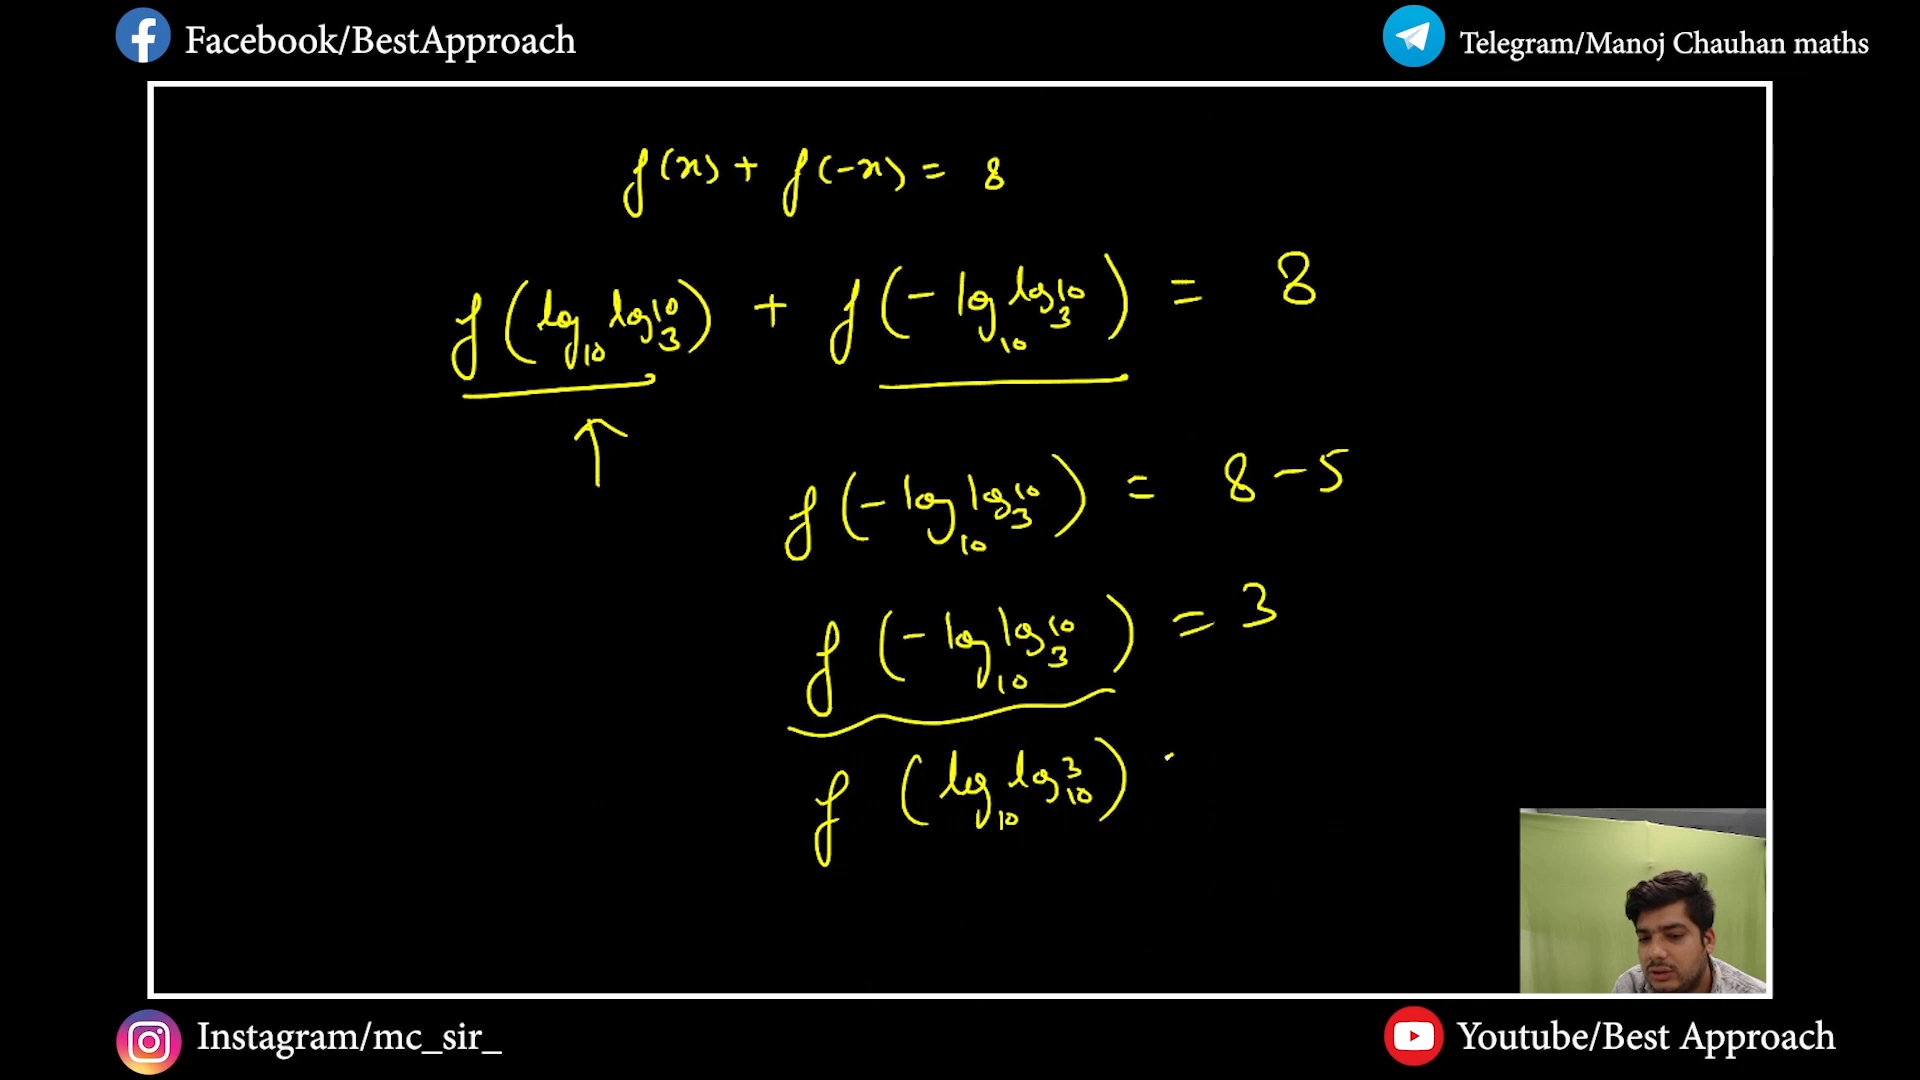 Facebook/BestApproach
Telegram/Manoj Chauhan maths
f(x) + f(-x) = 8
f(log₁₀ log₃10) + f(-log₁₀ log₃10) = 8
f(-log₁₀ log₃10) = 8 - 5
f(-log₁₀ log₃10) = 3
f(log₁₀ log₁₀3)
Instagram/mc_sir_
Youtube/Best Approach